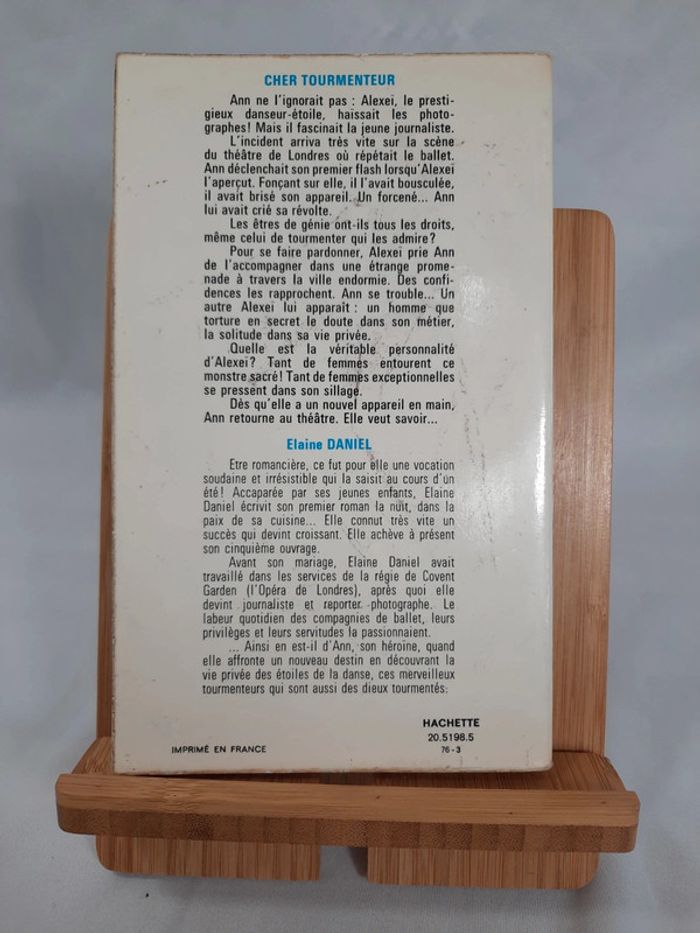 CHER TOURMENTEUR
Ann ne l'ignorait pas : Alexeï, le presti-
gieux danseur-étoile, haïssait les photo-
graphes! Mais il fascinait la jeune journaliste.
L'incident arriva très vite sur la scène
du théâtre de Londres où répétait le ballet.
Ann déclenchait son premier flash lorsqu'Alexeï
l'aperçut. Fonçant sur elle, il l'avait bousculée,
il avait brisé son appareil. Un forcené... Ann
lui avait crié sa révolte.
Les êtres de génie ont-ils tous les droits,
même celui de tourmenter qui les admire?
Pour se faire pardonner, Alexeï prie Ann
de l'accompagner dans une étrange prome-
nade à travers la ville endormie. Des confi-
dences les rapprochent. Ann se trouble... Un
autre Alexeï lui apparaît : un homme que
torture en secret le doute dans son métier,
la solitude dans sa vie privée.
Quelle est la véritable personnalité
d'Alexeï? Tant de femmes entourent ce
monstre sacré! Tant de femmes exceptionnelles
se pressent dans son sillage.
Dès qu'elle a un nouvel appareil en main,
Ann retourne au théâtre. Elle veut savoir...
Elaine DANIEL
Etre romancière, ce fut pour elle une vocation
soudaine et irrésistible qui la saisit au cours d'un
été! Accaparée par ses jeunes enfants, Elaine
Daniel écrivit son premier roman la nuit, dans la
paix de sa cuisine... Elle connut très vite un
succès qui devint croissant. Elle achève à présent
son cinquième ouvrage.
Avant son mariage, Elaine Daniel avait
travaillé dans les services de la régie de Covent
Garden (l'Opéra de Londres), après quoi elle
devint journaliste et reporter photographe. Le
labeur quotidien des compagnies de ballet, leurs
privilèges et leurs servitudes la passionnaient.
... Ainsi en est-il d'Ann, son héroïne, quand
elle affronte un nouveau destin en découvrant la
vie privée des étoiles de la danse, ces merveilleux
tourmenteurs qui sont aussi des dieux tourmentés.
HACHETTE
20.5198.5
IMPRIMÉ EN FRANCE
76-3